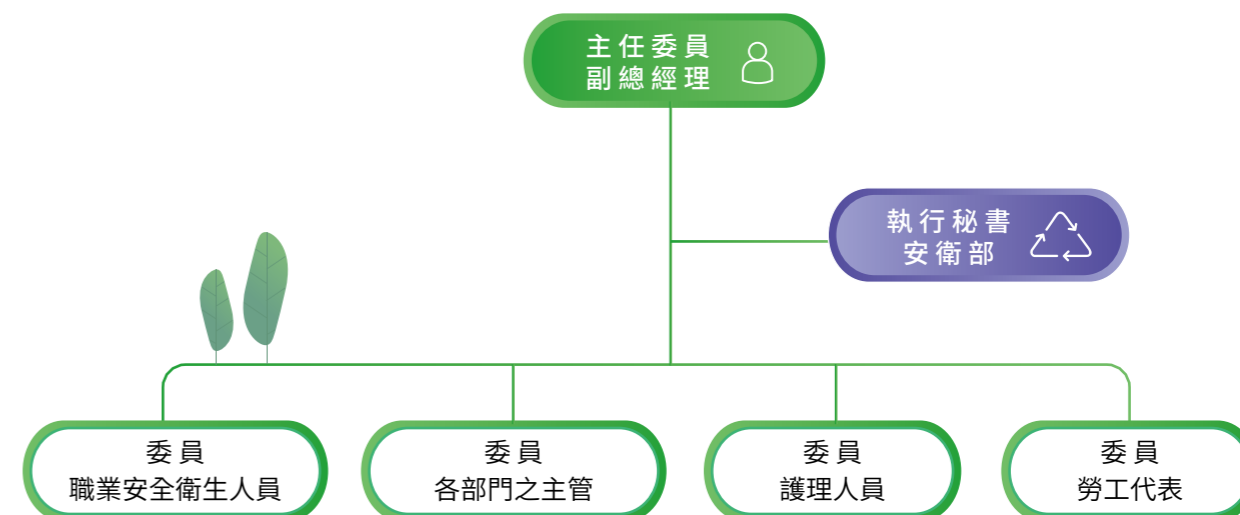 主任委員
副總經理
執行秘書
安衛部
委員
職業安全衛生人員
委員
各部門之主管
委員
護理人員
委員
勞工代表